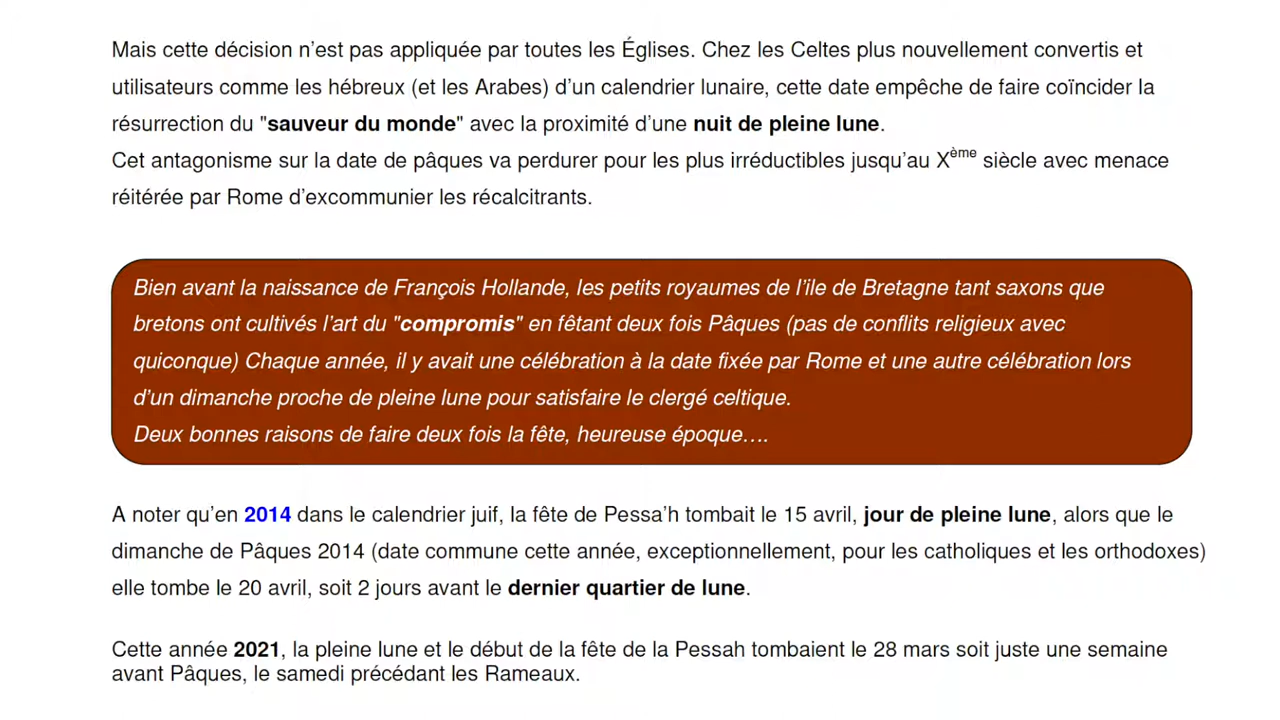 Mais cette décision n’est pas appliquée par toutes les Églises. Chez les Celtes plus nouvellement convertis et
utilisateurs comme les hébreux (et les Arabes) d’un calendrier lunaire, cette date empêche de faire coïncider la
résurrection du "sauveur du monde" avec la proximité d’une nuit de pleine lune.
Cet antagonisme sur la date de pâques va perdurer pour les plus irréductibles jusqu’au Xème siècle avec menace
réitérée par Rome d’excommunier les récalcitrants.
Bien avant la naissance de François Hollande, les petits royaumes de l’ile de Bretagne tant saxons que
bretons ont cultivés l’art du "compromis" en fêtant deux fois Pâques (pas de conflits religieux avec
quiconque) Chaque année, il y avait une célébration à la date fixée par Rome et une autre célébration lors
d’un dimanche proche de pleine lune pour satisfaire le clergé celtique.
Deux bonnes raisons de faire deux fois la fête, heureuse époque….
A noter qu’en 2014 dans le calendrier juif, la fête de Pessa’h tombait le 15 avril, jour de pleine lune, alors que le
dimanche de Pâques 2014 (date commune cette année, exceptionnellement, pour les catholiques et les orthodoxes)
elle tombe le 20 avril, soit 2 jours avant le dernier quartier de lune.
Cette année 2021, la pleine lune et le début de la fête de la Pessah tombaient le 28 mars soit juste une semaine
avant Pâques, le samedi précédant les Rameaux.